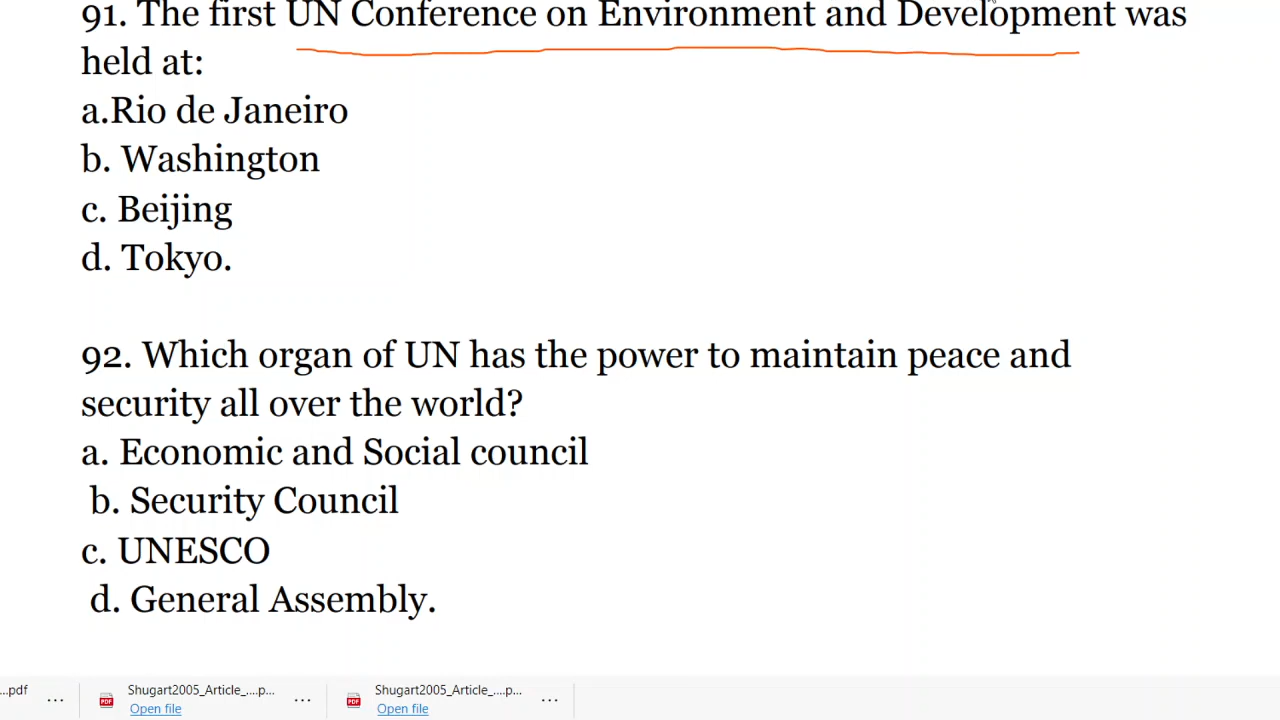 91. The first UN Conference on Environment and Development was
held at:
a.Rio de Janeiro
b. Washington
c. Beijing
d. Tokyo.
92. Which organ of UN has the power to maintain peace and
security all over the world?
a. Economic and Social council
b. Security Council
c. UNESCO
d. General Assembly.
...pdf ... Shugart2005_Article_....p... ... Shugart2005_Article_....p... ...
Open file Open file